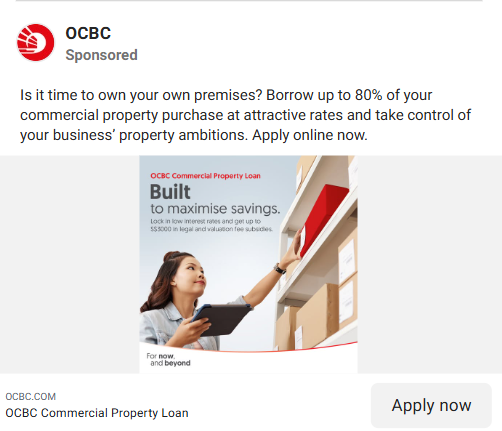 OCBC
Sponsored
Is it time to own your own premises? Borrow up to 80% of your
commercial property purchase at attractive rates and take control of
your business’ property ambitions. Apply online now.
OCBC Commercial Property Loan
Built
to maximise savings.
Lock in low interest rates and get up to
S$3000 in legal and valuation fee subsidies.
For now,
and beyond
OCBC.COM
OCBC Commercial Property Loan
Apply now